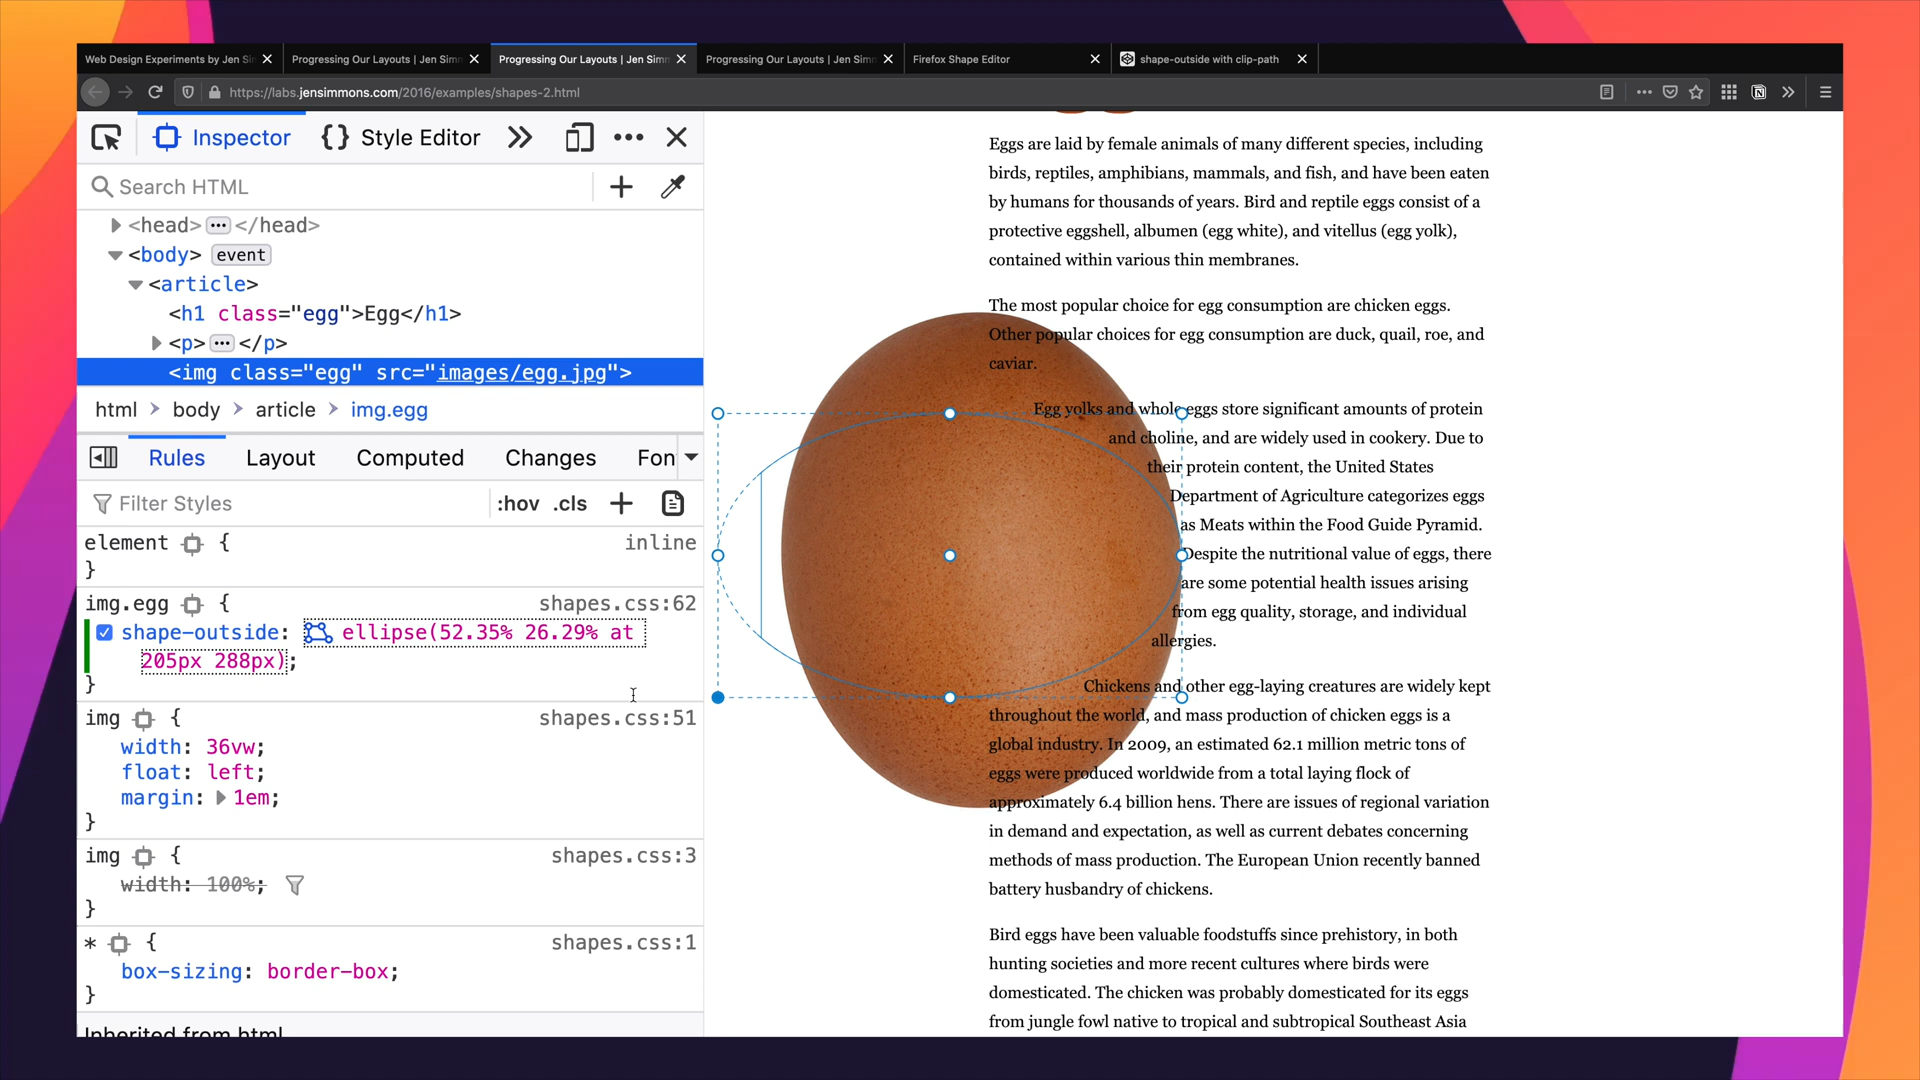 Web Design Experiments by Jen Si
Progressing Our Layouts | Jen Simm
Progressing Our Layouts | Jen Simm
Progressing Our Layouts | Jen Simm
Firefox Shape Editor
shape-outside with clip-path
https://labs.jensimmons.com/2016/examples/shapes-2.html
Inspector
{} Style Editor
Search HTML
<head> ••• </head>
<body> event
<article>
<h1 class="egg">Egg</h1>
<p> ••• </p>
<img class="egg" src="images/egg.jpg">
html > body > article > img.egg
Rules Layout Computed Changes Fon
Filter Styles :hov .cls +
element { inline
}
img.egg { shapes.css:62
shape-outside: ellipse(52.35% 26.29% at
205px 288px);
}
img { shapes.css:51
width: 36vw;
float: left;
margin: 1em;
}
img { shapes.css:3
width: 100%;
}
* { shapes.css:1
box-sizing: border-box;
}
Inherited from html
Eggs are laid by female animals of many different species, including
birds, reptiles, amphibians, mammals, and fish, and have been eaten
by humans for thousands of years. Bird and reptile eggs consist of a
protective eggshell, albumen (egg white), and vitellus (egg yolk),
contained within various thin membranes.
The most popular choice for egg consumption are chicken eggs.
Other popular choices for egg consumption are duck, quail, roe, and
caviar.
Egg yolks and whole eggs store significant amounts of protein
and choline, and are widely used in cookery. Due to
their protein content, the United States
Department of Agriculture categorizes eggs
as Meats within the Food Guide Pyramid.
Despite the nutritional value of eggs, there
are some potential health issues arising
from egg quality, storage, and individual
allergies.
Chickens and other egg-laying creatures are widely kept
throughout the world, and mass production of chicken eggs is a
global industry. In 2009, an estimated 62.1 million metric tons of
eggs were produced worldwide from a total laying flock of
approximately 6.4 billion hens. There are issues of regional variation
in demand and expectation, as well as current debates concerning
methods of mass production. The European Union recently banned
battery husbandry of chickens.
Bird eggs have been valuable foodstuffs since prehistory, in both
hunting societies and more recent cultures where birds were
domesticated. The chicken was probably domesticated for its eggs
from jungle fowl native to tropical and subtropical Southeast Asia